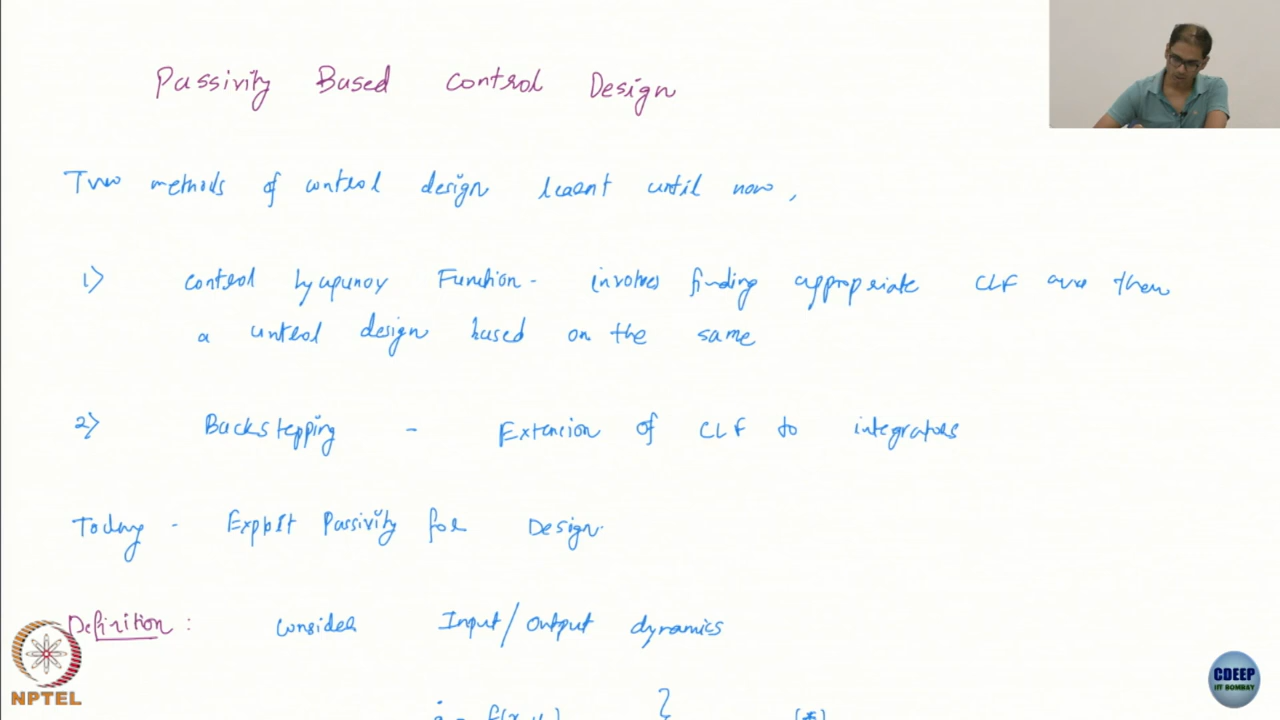 Passivity Based Control Design
Two methods of control design learnt until now,
1) Control Lyapunov Function - involves finding appropriate CLF and then
a control design based on the same
2) Backstepping - Extension of CLF to integrators
Today - Exploit Passivity for Design.
Definition: Consider Input/Output dynamics
f(x,u) } (*)
NPTEL
CDEEP
IIT BOMBAY